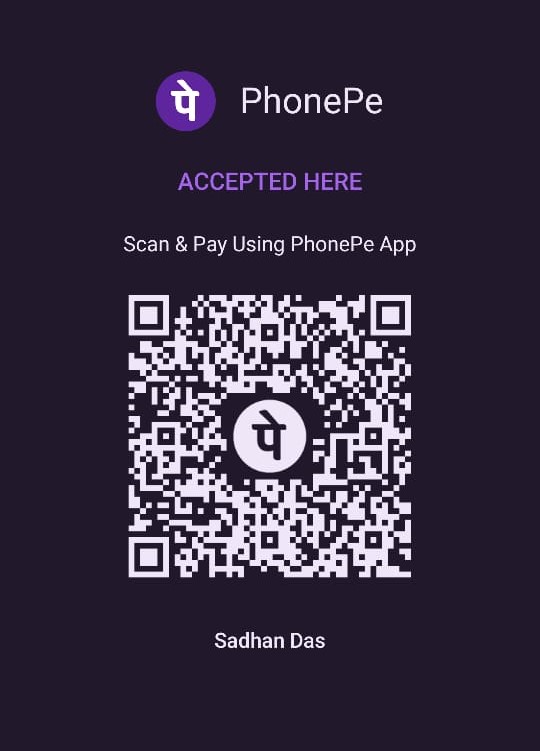 पे PhonePe
ACCEPTED HERE
Scan & Pay Using PhonePe App
पे
Sadhan Das